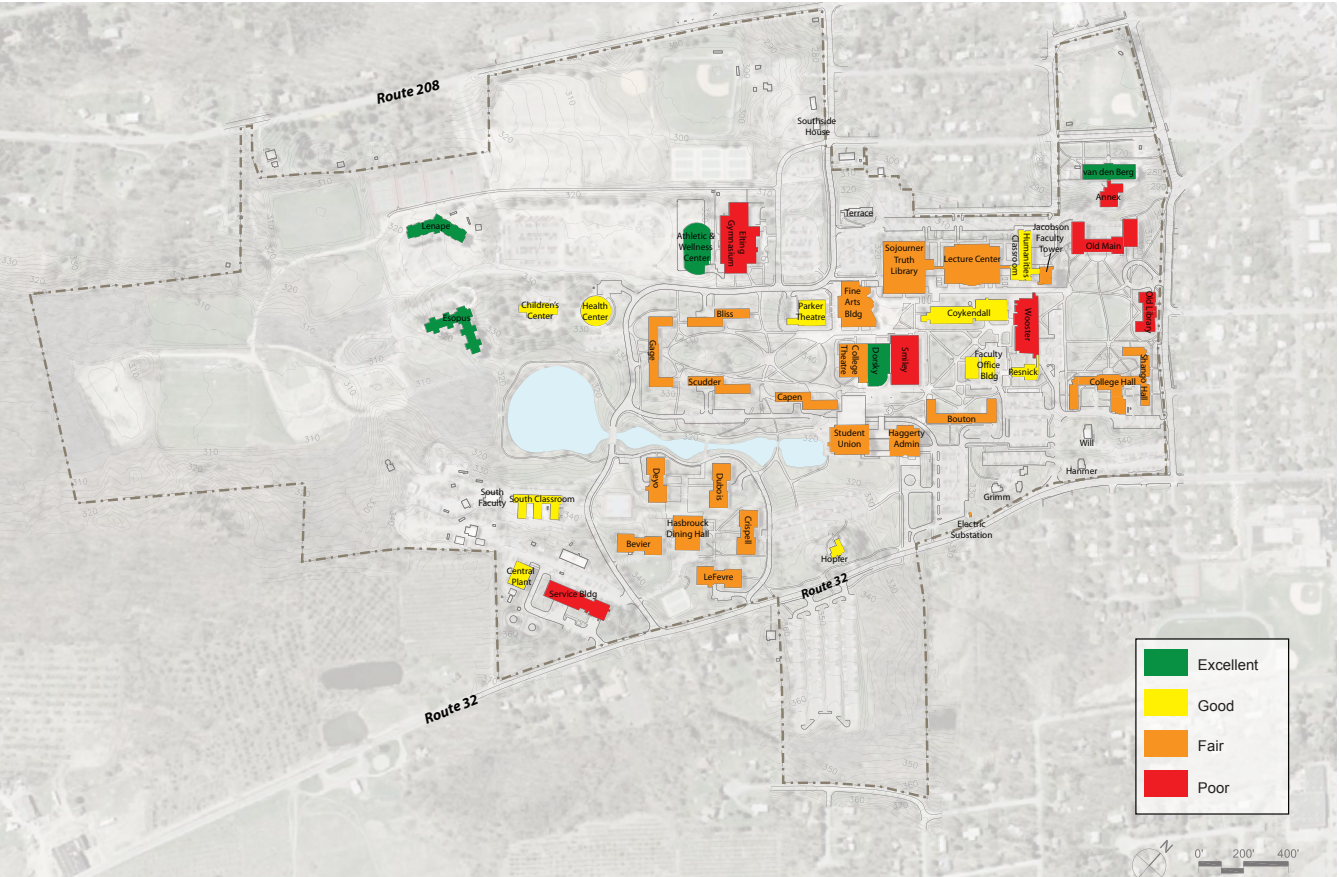 Route 208
Southside
House
van den Berg
Annex
Terrace
Lenape
Athletic &
Wellness
Center
Elting
Gymnasium
Sojourner
Truth
Library
Lecture Center
Humanities
Classroom
Jacobson
Faculty
Tower
Old Main
Children's
Center
Health
Center
Esopus
Bliss
Parker
Theatre
Fine
Arts
Bldg
Coykendall
Wooster
Old Library
Gage
College
Theatre
Dorsky
Smiley
Faculty
Office
Bldg
Resnick
Shango Hall
College Hall
Scudder
Capen
Bouton
Student
Union
Haggerty
Admin
Will
Hanmer
Grimm
Electric
Substation
Deyo
Dubois
South
Faculty
South Classroom
Hasbrouck
Dining Hall
Crispell
Bevier
Hopfer
Central
Plant
LeFevre
Service Bldg
Route 32
Route 32
Excellent
Good
Fair
Poor
N
0' 200' 400'